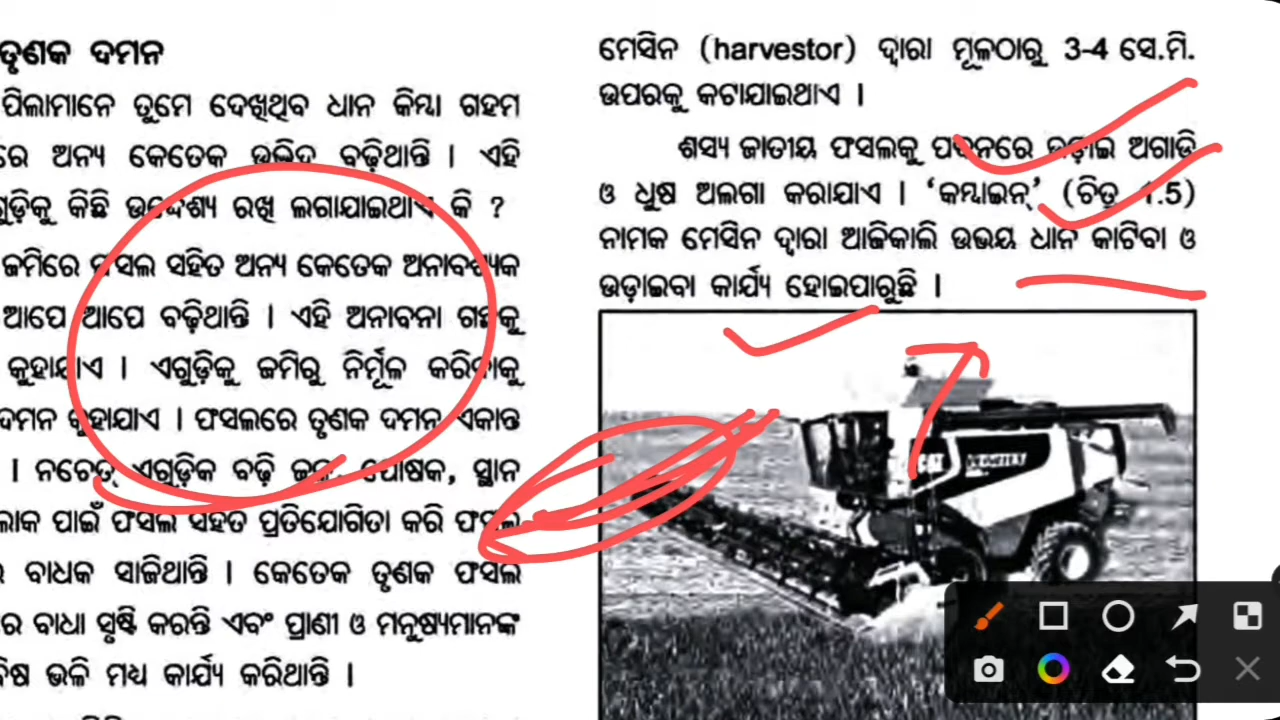 ତୃଣକ ଦମନ
ପିଲାମାନେ ତୁମେ ଦେଖିଥିବ ଧାନ କିମ୍ବା ଗହମ
ରେ ଅନ୍ୟ କେତେକ ଉଦ୍ଭିଦ ବଢ଼ିଥାନ୍ତି । ଏହି
ଗୁଡ଼ିକୁ କିଛି ଉଦ୍ଦେଶ୍ୟ ରଖି ଲଗାଯାଇଥାଏ କି ?
ଜମିରେ ଫସଲ ସହିତ ଅନ୍ୟ କେତେକ ଅନାବଶ୍ୟକ
ଆପେ ଆପେ ବଢ଼ିଥାନ୍ତି । ଏହି ଅନାବନା ଗଛକୁ
କୁହାଯାଏ । ଏଗୁଡ଼ିକୁ ଜମିରୁ ନିର୍ମୂଳ କରିବାକୁ
ଦମନ କୁହାଯାଏ । ଫସଲରେ ତୃଣକ ଦମନ ଏକାନ୍ତ
। ନଚେତ୍ ଏଗୁଡ଼ିକ ବଢ଼ି ଜଳ, ପୋଷକ, ସ୍ଥାନ
ଲୋକ ପାଇଁ ଫସଲ ସହିତ ପ୍ରତିଯୋଗିତା କରି ଫସଲ
ବାଧକ ସାଜିଥାନ୍ତି । କେତେକ ତୃଣକ ଫସଲ
ର ବାଧା ସୃଷ୍ଟି କରନ୍ତି ଏବଂ ପ୍ରାଣୀ ଓ ମନୁଷ୍ୟମାନଙ୍କ
ବିଷ ଭଳି ମଧ୍ୟ କାର୍ଯ୍ୟ କରିଥାନ୍ତି ।
ମେସିନ (harvestor) ଦ୍ୱାରା ମୂଳଠାରୁ 3-4 ସେ.ମି.
ଉପରକୁ କଟାଯାଇଥାଏ ।
ଶସ୍ୟ ଜାତୀୟ ଫସଲକୁ ପବନରେ ଉଡ଼ାଇ ଅଗାଡି
ଓ ଧୁଷ ଅଲଗା କରାଯାଏ । ‘କମ୍ବାଇନ୍’ (ଚିତ୍ର 1.5)
ନାମକ ମେସିନ ଦ୍ୱାରା ଆଜିକାଲି ଉଭୟ ଧାନ କାଟିବା ଓ
ଉଡ଼ାଇବା କାର୍ଯ୍ୟ ହୋଇପାରୁଛି ।